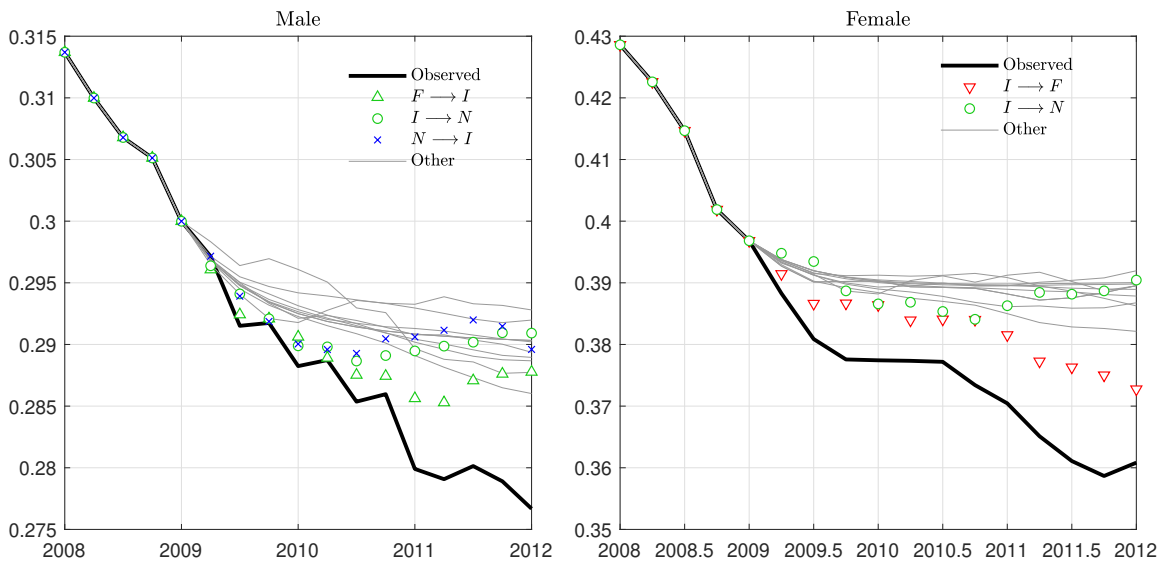 Male
0.315
0.31
0.305
0.3
0.295
0.29
0.285
0.28
0.275
2008 2009 2010 2011 2012
Observed
F ⟶ I
I ⟶ N
N ⟶ I
Other
Female
0.43
0.42
0.41
0.4
0.39
0.38
0.37
0.36
0.35
2008 2008.5 2009 2009.5 2010 2010.5 2011 2011.5 2012
Observed
I ⟶ F
I ⟶ N
Other